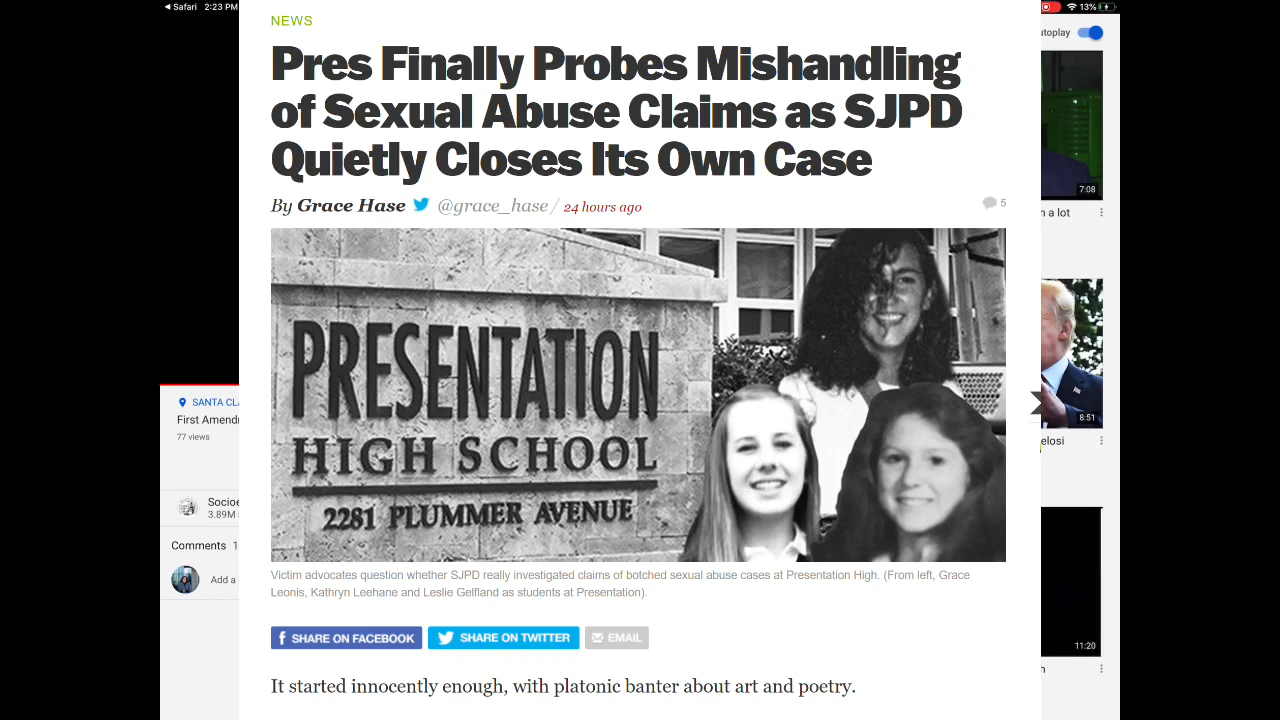 Safari 2:23 PM
13%
NEWS
Pres Finally Probes Mishandling
of Sexual Abuse Claims as SJPD
Quietly Closes Its Own Case
By Grace Hase @grace_hase / 24 hours ago
5
PRESENTATION
HIGH SCHOOL
2281 PLUMMER AVENUE
Victim advocates question whether SJPD really investigated claims of botched sexual abuse cases at Presentation High. (From left, Grace
Leonis, Kathryn Leehane and Leslie Gelfland as students at Presentation).
SHARE ON FACEBOOK SHARE ON TWITTER EMAIL
It started innocently enough, with platonic banter about art and poetry.
SANTA CL
First Amend
77 views
Socioe
3.89M
Comments 1
Add a
utoplay
7:08
n a lot
8:51
elosi
11:20
h